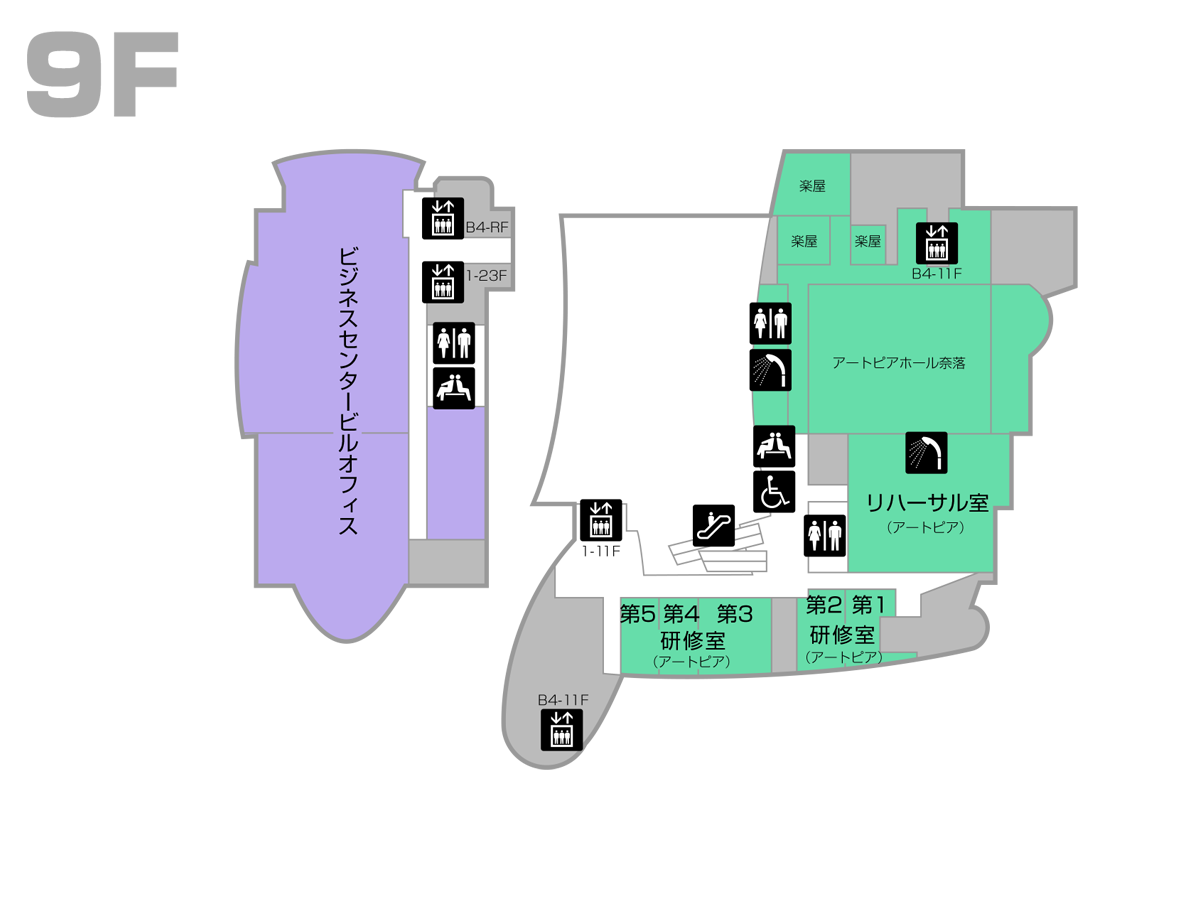 9F
B4-RF
1-23F
ビジネスセンタービルオフィス
楽屋
楽屋
楽屋
B4-11F
アートピアホール奈落
リハーサル室
(アートピア)
1-11F
第5 第4 第3
研修室
(アートピア)
第2 第1
研修室
(アートピア)
B4-11F